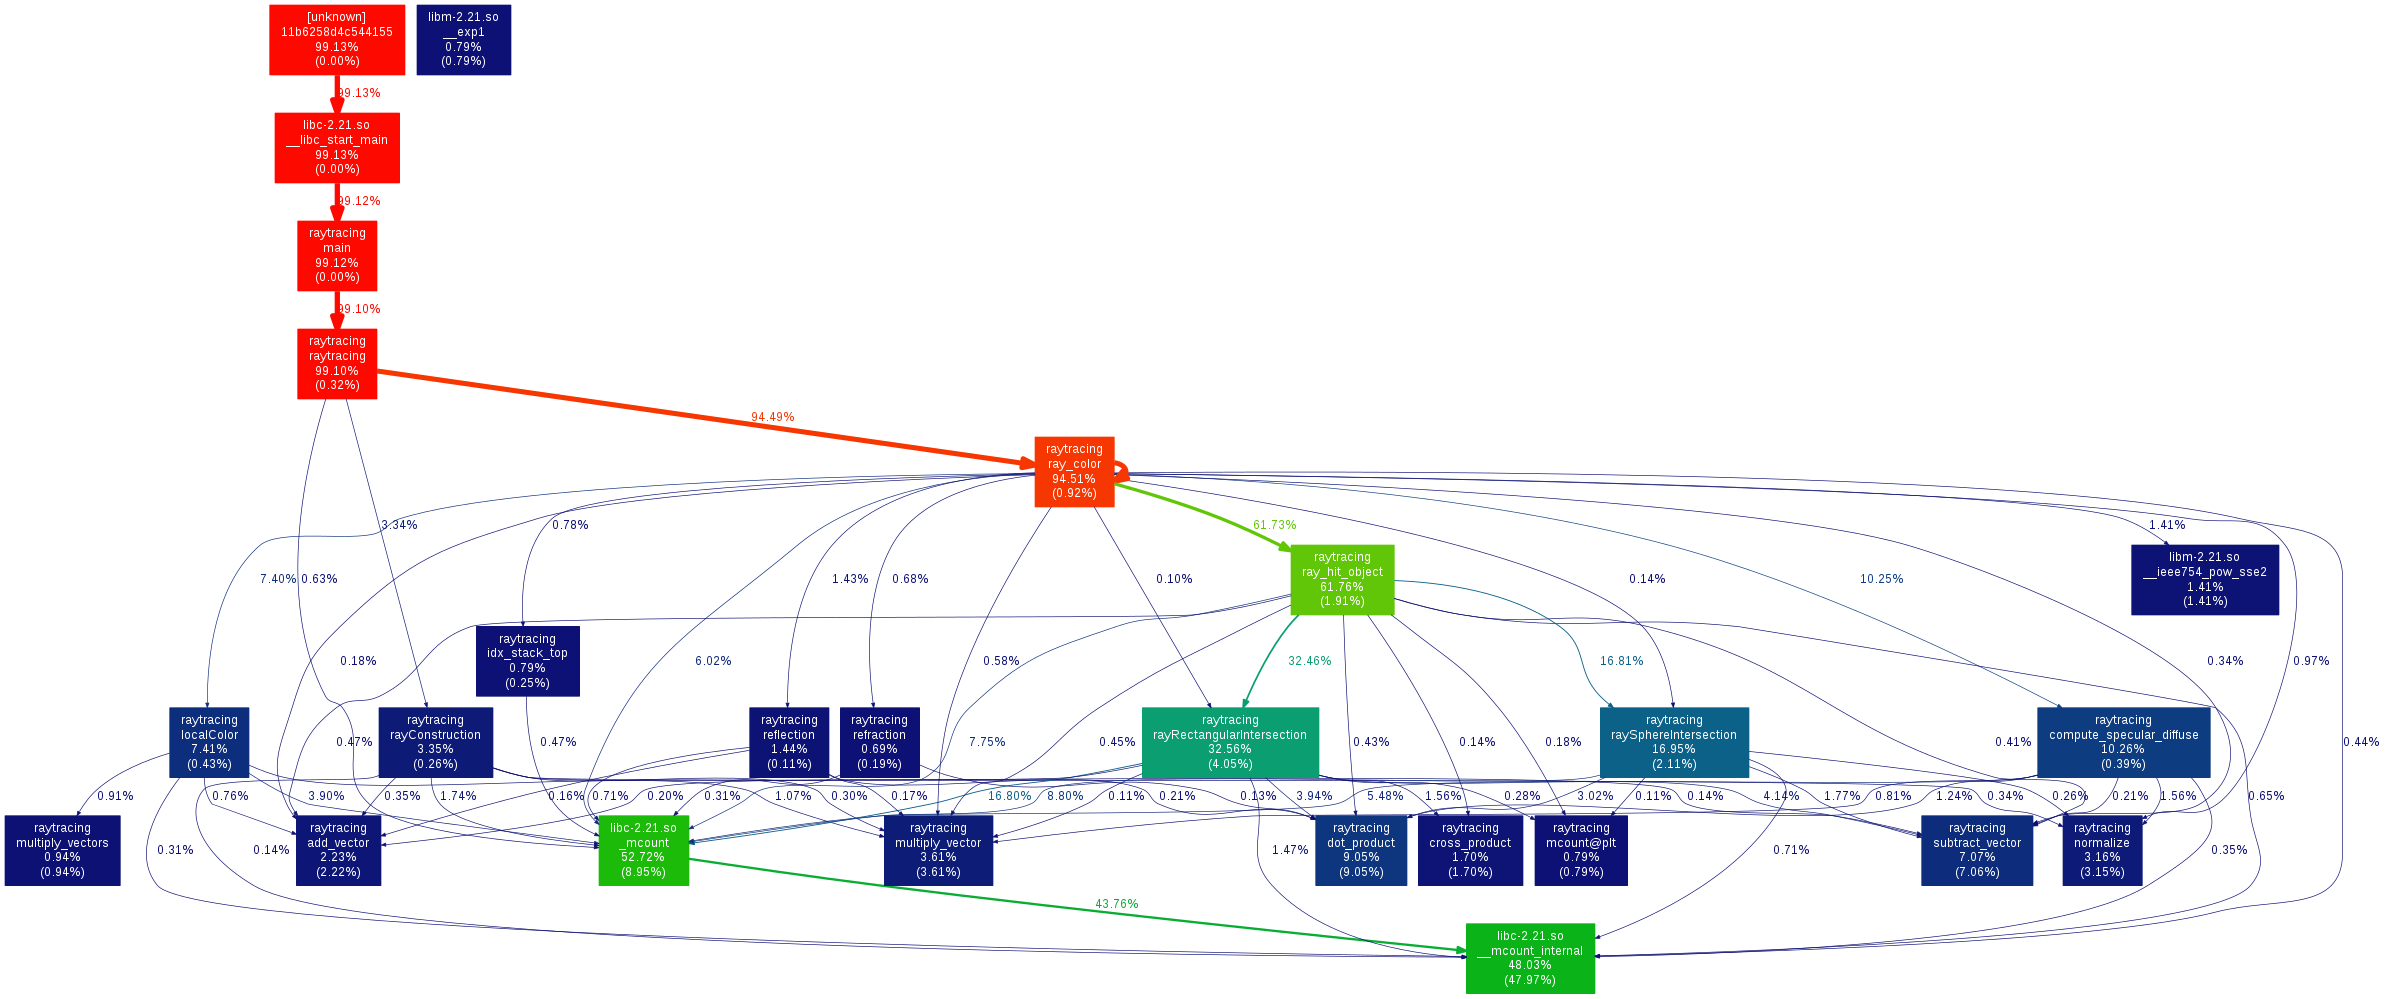 [unknown]
11b6258d4c544155
99.13%
(0.00%)
libm-2.21.so
__exp1
0.79%
(0.79%)
99.13%
libc-2.21.so
__libc_start_main
99.13%
(0.00%)
99.12%
raytracing
main
99.12%
(0.00%)
99.10%
raytracing
raytracing
99.10%
(0.32%)
94.49%
raytracing
ray_color
94.51%
(0.92%)
3.34%
0.78%
61.73%
1.41%
7.40%
0.63%
1.43%
0.68%
0.10%
raytracing
ray_hit_object
61.76%
(1.91%)
0.14%
10.25%
libm-2.21.so
__ieee754_pow_sse2
1.41%
(1.41%)
0.18%
raytracing
idx_stack_top
0.79%
(0.25%)
6.02%
0.58%
32.46%
16.81%
0.34%
0.97%
raytracing
localColor
7.41%
(0.43%)
0.47%
raytracing
rayConstruction
3.35%
(0.26%)
0.47%
raytracing
reflection
1.44%
(0.11%)
raytracing
refraction
0.69%
(0.19%)
7.75%
0.45%
raytracing
rayRectangularIntersection
32.56%
(4.05%)
0.43%
0.14%
0.18%
raytracing
raySphereIntersection
16.95%
(2.11%)
0.41%
raytracing
compute_specular_diffuse
10.26%
(0.39%)
0.44%
0.91%
0.76%
3.90%
0.35%
1.74%
0.16%
0.71%
0.20%
0.31%
1.07%
0.30%
0.17%
16.80%
8.80%
0.11%
0.21%
0.13%
3.94%
5.48%
1.56%
0.28%
3.02%
0.11%
0.14%
4.14%
1.77%
0.81%
1.24%
0.34%
0.26%
0.21%
1.56%
0.65%
raytracing
multiply_vectors
0.94%
(0.94%)
0.31%
0.14%
raytracing
add_vector
2.23%
(2.22%)
libc-2.21.so
_mcount
52.72%
(8.95%)
raytracing
multiply_vector
3.61%
(3.61%)
1.47%
raytracing
dot_product
9.05%
(9.05%)
raytracing
cross_product
1.70%
(1.70%)
raytracing
mcount@plt
0.79%
(0.79%)
0.71%
raytracing
subtract_vector
7.07%
(7.06%)
raytracing
normalize
3.16%
(3.15%)
0.35%
43.76%
libc-2.21.so
__mcount_internal
48.03%
(47.97%)